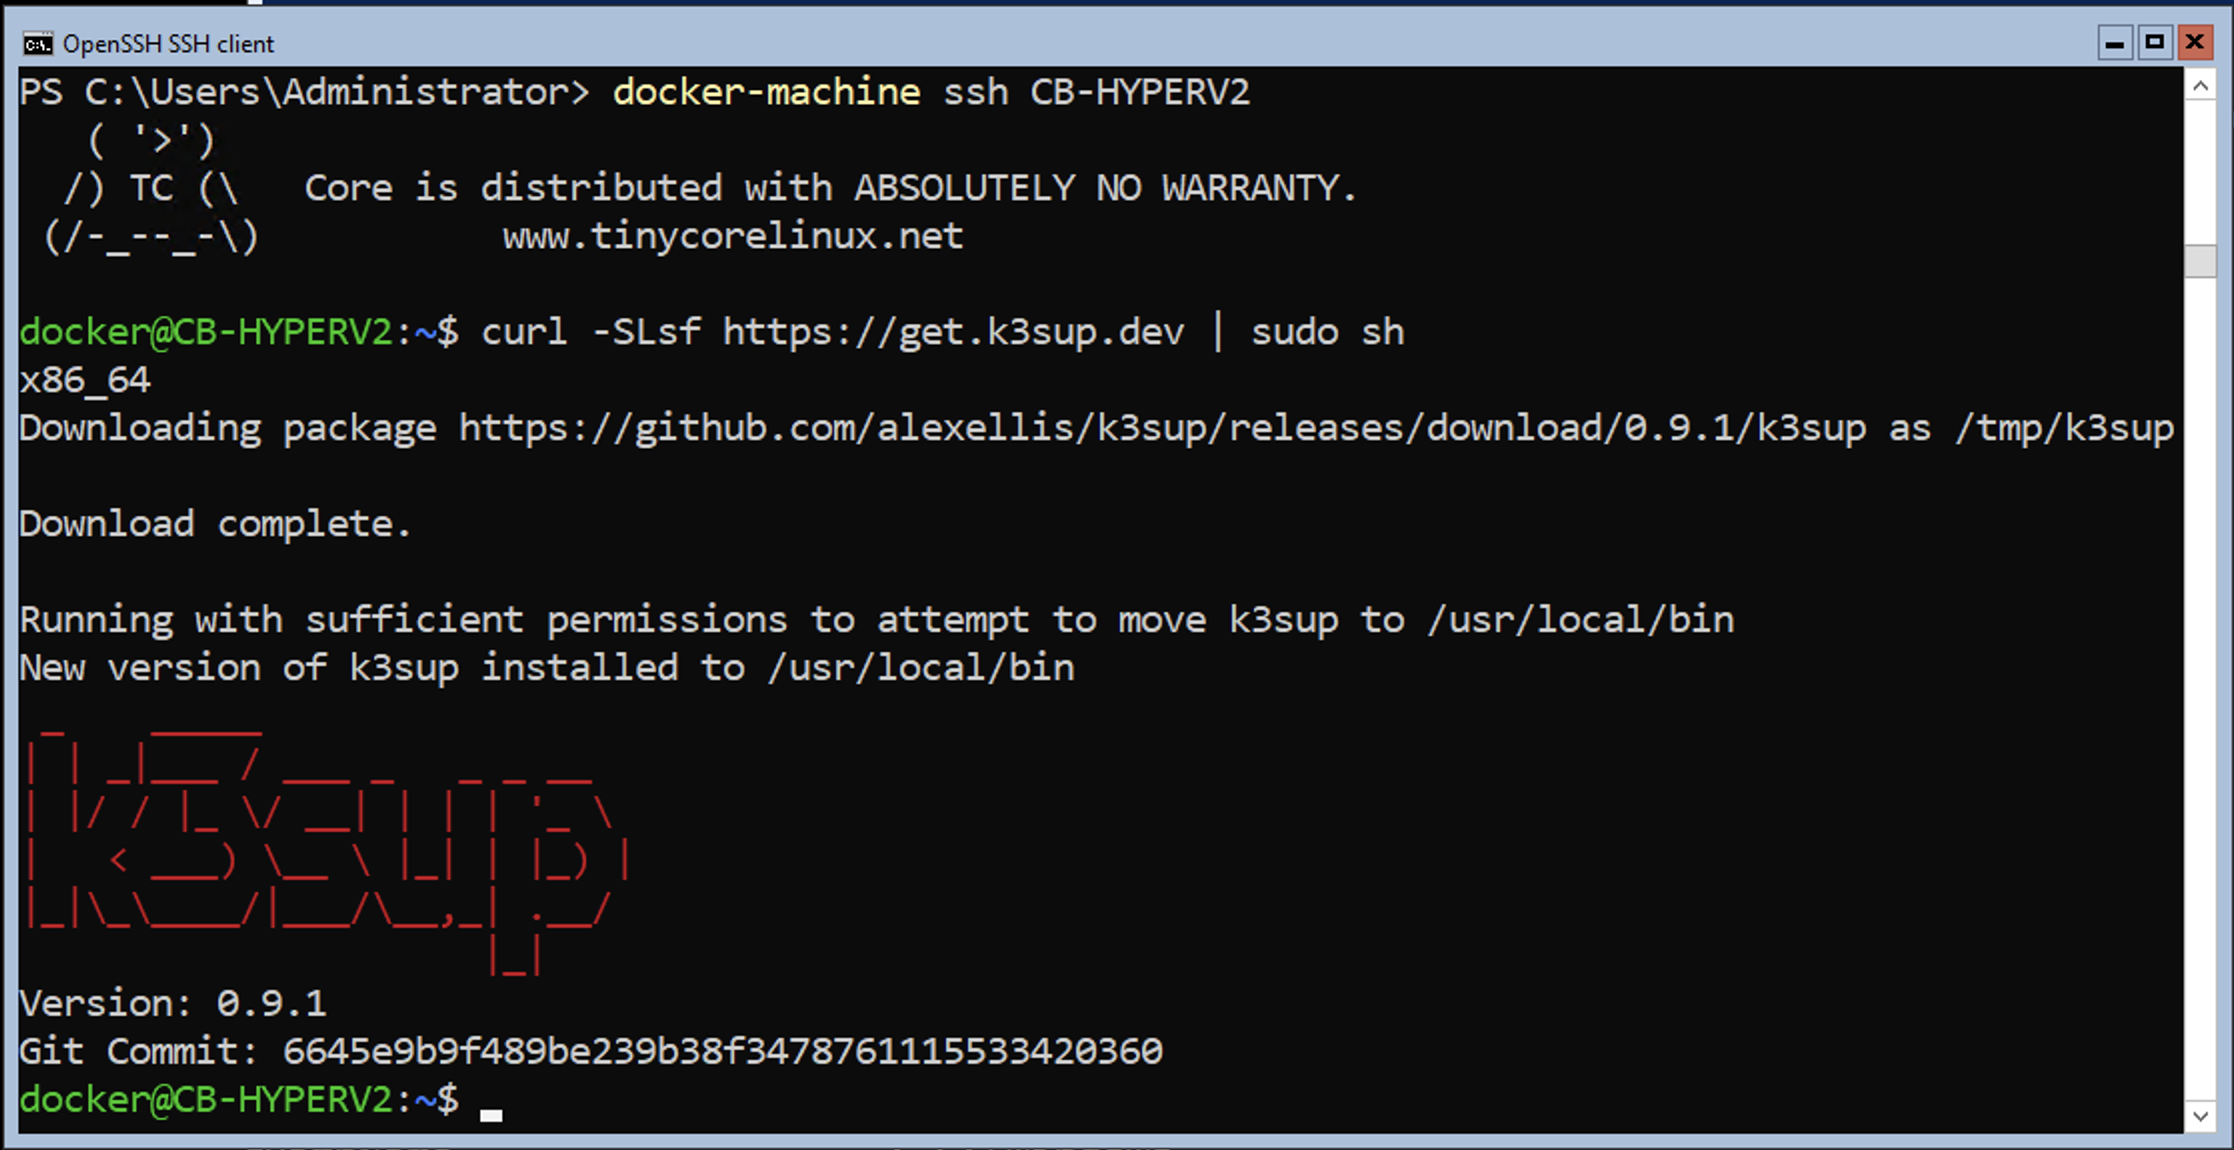 OpenSSH SSH client
PS C:\Users\Administrator> docker-machine ssh CB-HYPERV2
   ( '>')
  /) TC (\   Core is distributed with ABSOLUTELY NO WARRANTY.
 (/-_--_-\)           www.tinycorelinux.net
docker@CB-HYPERV2:~$ curl -SLsf https://get.k3sup.dev | sudo sh
x86_64
Downloading package https://github.com/alexellis/k3sup/releases/download/0.9.1/k3sup as /tmp/k3sup
Download complete.
Running with sufficient permissions to attempt to move k3sup to /usr/local/bin
New version of k3sup installed to /usr/local/bin
k3sup
Version: 0.9.1
Git Commit: 6645e9b9f489be239b38f3478761115533420360
docker@CB-HYPERV2:~$